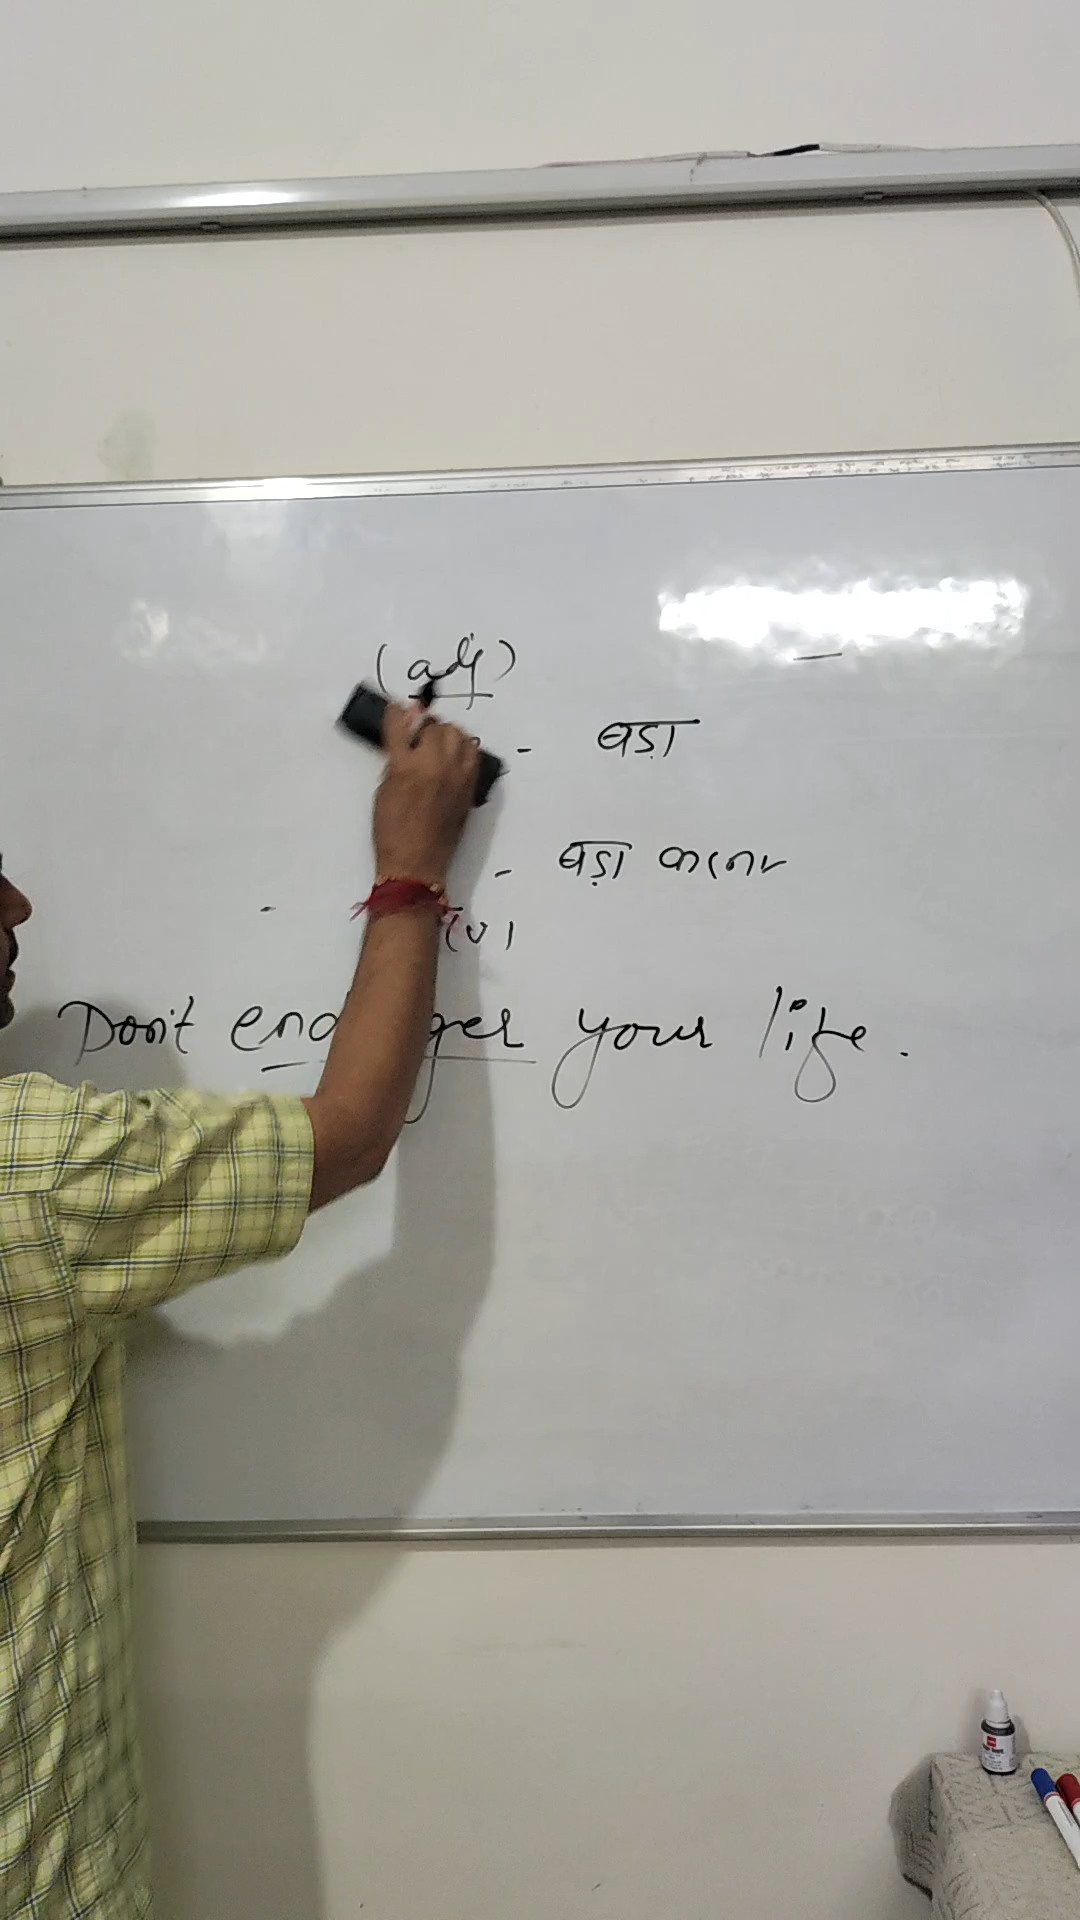 (adj)
- बड़ा
- बड़ा करना
(v)
Don't endanger your life.